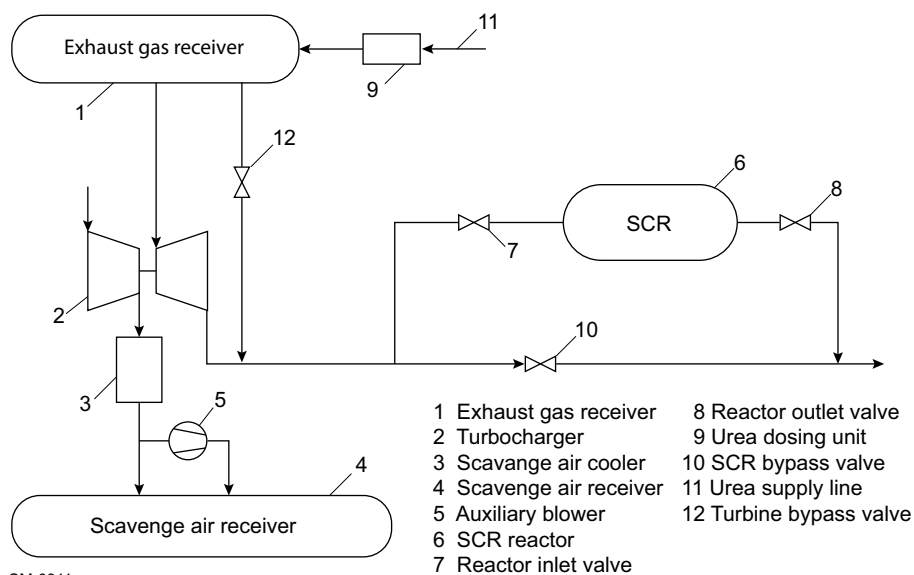 Exhaust gas receiver
11
9
1
12
6
8
SCR
7
2
10
3
5
4
Scavenge air receiver
1 Exhaust gas receiver
2 Turbocharger
3 Scavange air cooler
4 Scavenge air receiver
5 Auxiliary blower
6 SCR reactor
7 Reactor inlet valve
8 Reactor outlet valve
9 Urea dosing unit
10 SCR bypass valve
11 Urea supply line
12 Turbine bypass valve